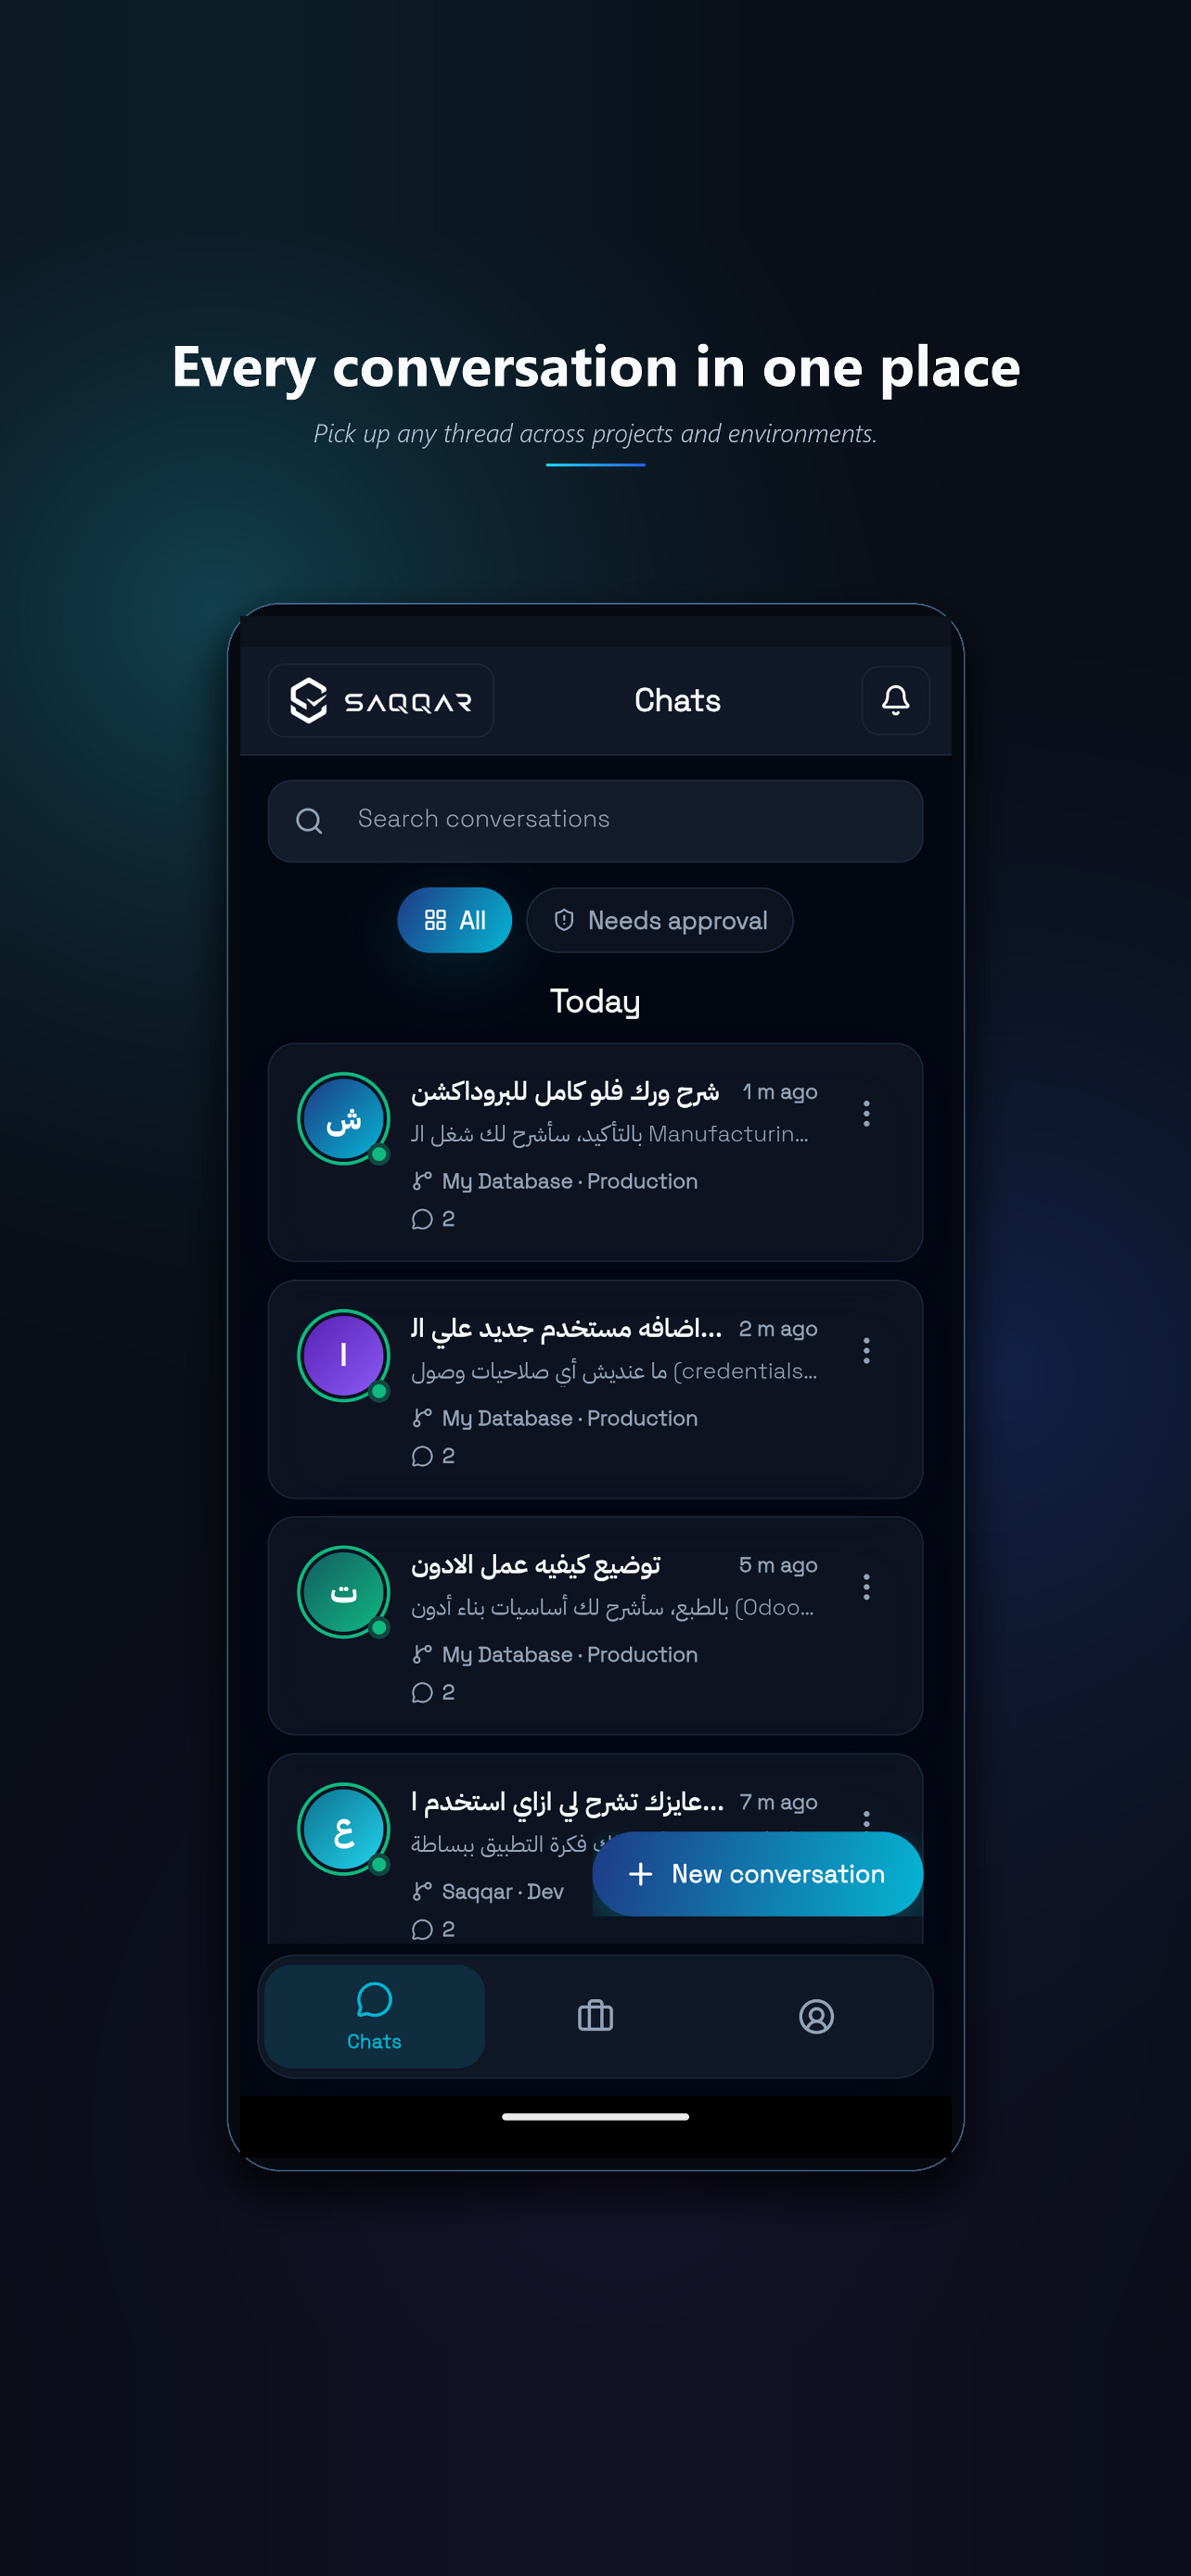 Every conversation in one place
Pick up any thread across projects and environments.
SAQQAR
Chats
Search conversations
All
Needs approval
Today
ش
شرح ورك فلو كامل للبروداكشن
1 m ago
بالتأكيد، سأشرح لك شغل الـ Manufacturin...
My Database · Production
2
ا
اضافه مستخدم جديد علي ال...
2 m ago
ما عنديش أي صلاحيات وصول (credentials...
My Database · Production
2
ت
توضيع كيفيه عمل الادون
5 m ago
بالطبع، سأشرح لك أساسيات بناء أدون (Odoo...
My Database · Production
2
ع
عايزك تشرح لي ازاي استخدم ا...
7 m ago
فكرة التطبيق ببساطة
Saqqar · Dev
2
New conversation
Chats